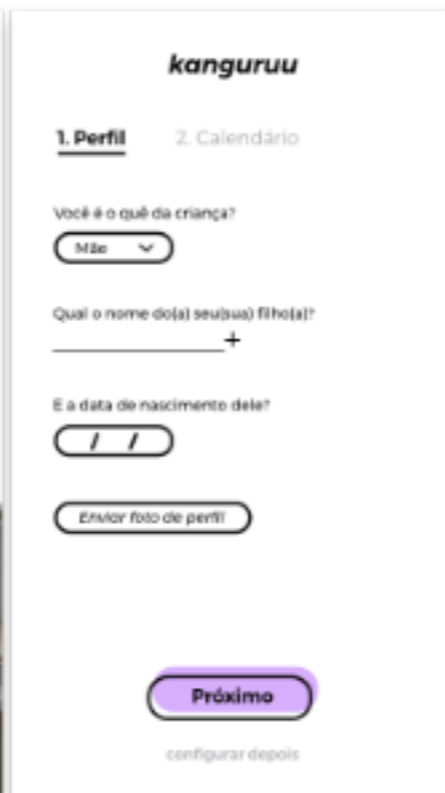 kanguruu
1. Perfil 2. Calendário
Você é o quê da criança?
Mãe
Qual o nome do(a) seu(sua) filho(a)?
+
E a data de nascimento dele?
/ /
Enviar foto de perfil
Próximo
configurar depois